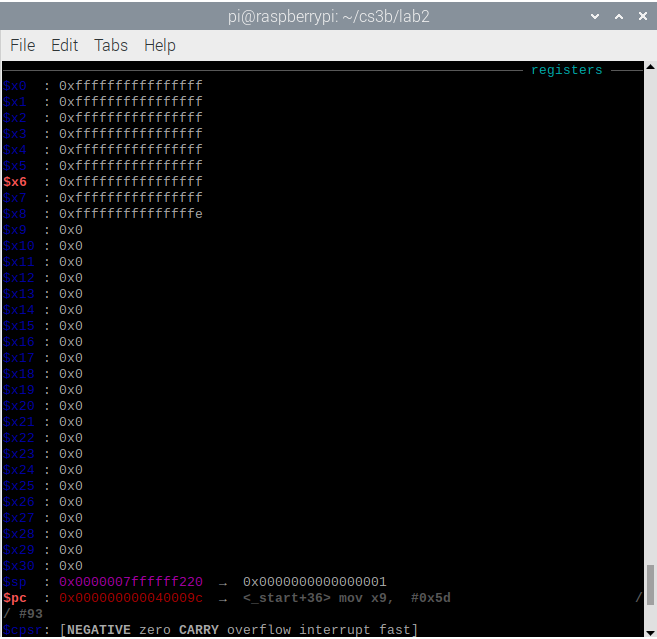 pi@raspberrypi: ~/cs3b/lab2
File Edit Tabs Help
registers
$x0 : 0xffffffffffffffff
$x1 : 0xffffffffffffffff
$x2 : 0xffffffffffffffff
$x3 : 0xffffffffffffffff
$x4 : 0xffffffffffffffff
$x5 : 0xffffffffffffffff
$x6 : 0xffffffffffffffff
$x7 : 0xffffffffffffffff
$x8 : 0xfffffffffffffffe
$x9 : 0x0
$x10 : 0x0
$x11 : 0x0
$x12 : 0x0
$x13 : 0x0
$x14 : 0x0
$x15 : 0x0
$x16 : 0x0
$x17 : 0x0
$x18 : 0x0
$x19 : 0x0
$x20 : 0x0
$x21 : 0x0
$x22 : 0x0
$x23 : 0x0
$x24 : 0x0
$x25 : 0x0
$x26 : 0x0
$x27 : 0x0
$x28 : 0x0
$x29 : 0x0
$x30 : 0x0
$sp : 0x0000007ffffff220 → 0x0000000000000001
$pc : 0x000000000040009c → <_start+36> mov x9, #0x5d /
/ #93
$cpsr: [NEGATIVE zero CARRY overflow interrupt fast]